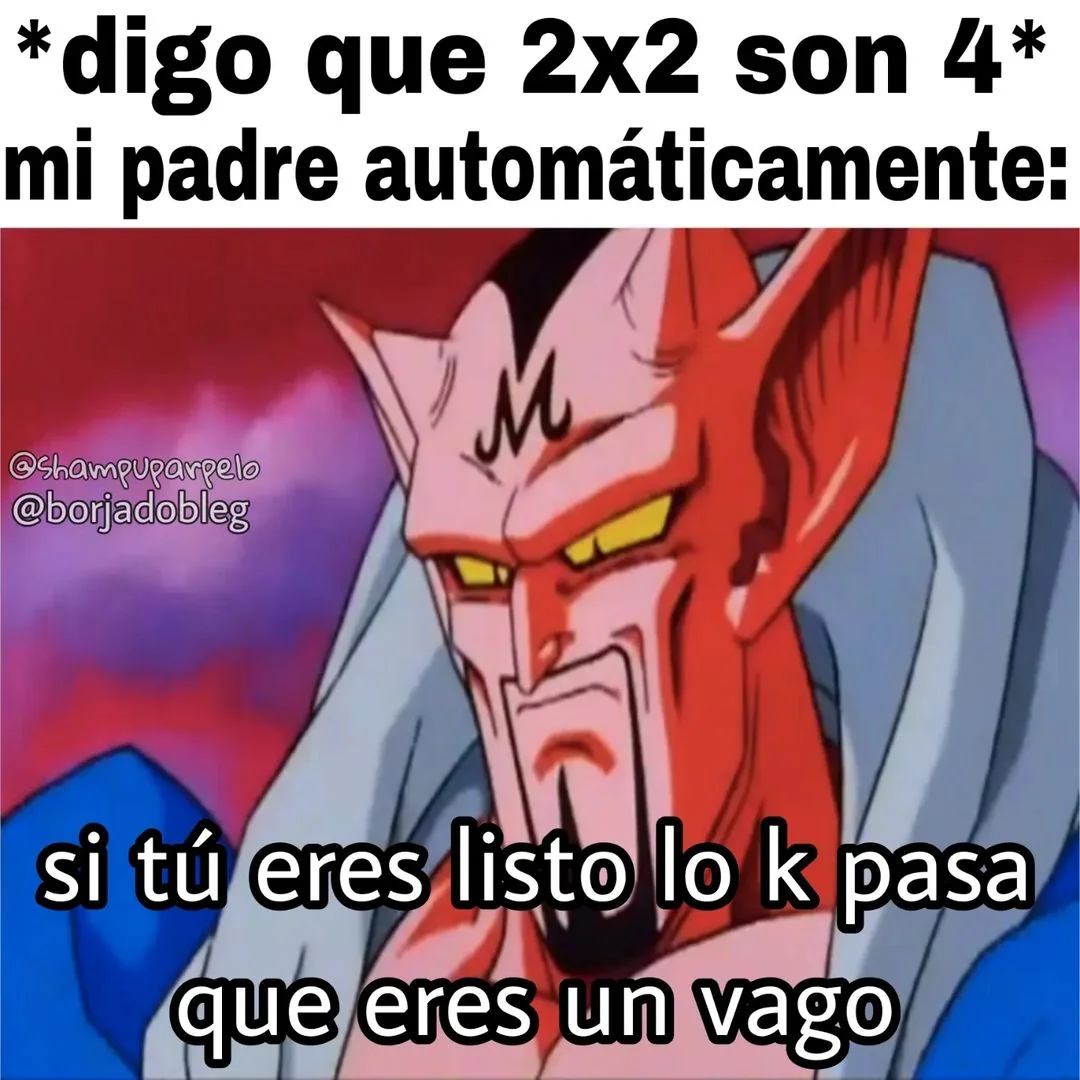 *digo que 2x2 son 4*
mi padre automáticamente:
M
@shampuparpelo
@borjadobleg
si tú eres listo lo k pasa
que eres un vago